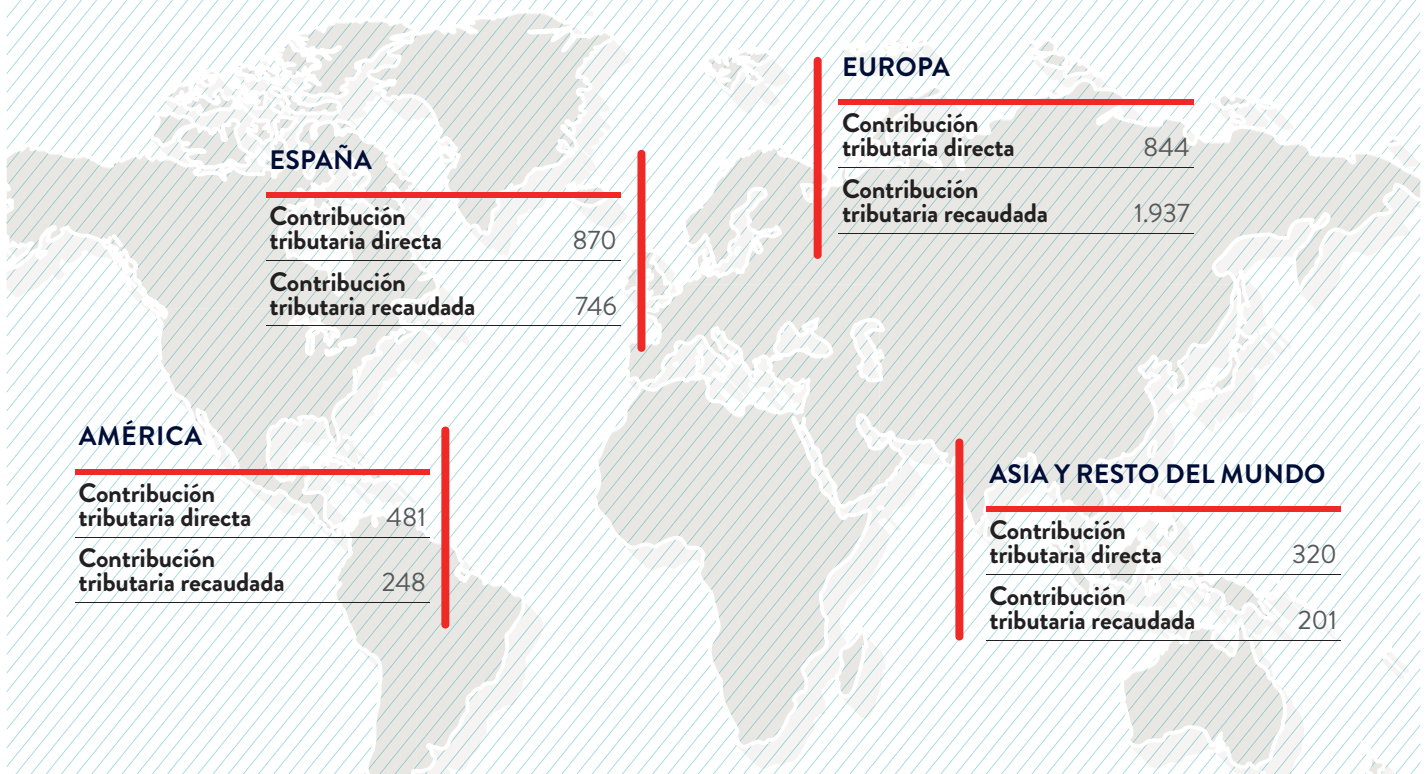 EUROPA
Contribución
tributaria directa 844
Contribución
tributaria recaudada 1.937
ESPAÑA
Contribución
tributaria directa 870
Contribución
tributaria recaudada 746
AMÉRICA
Contribución
tributaria directa 481
Contribución
tributaria recaudada 248
ASIA Y RESTO DEL MUNDO
Contribución
tributaria directa 320
Contribución
tributaria recaudada 201